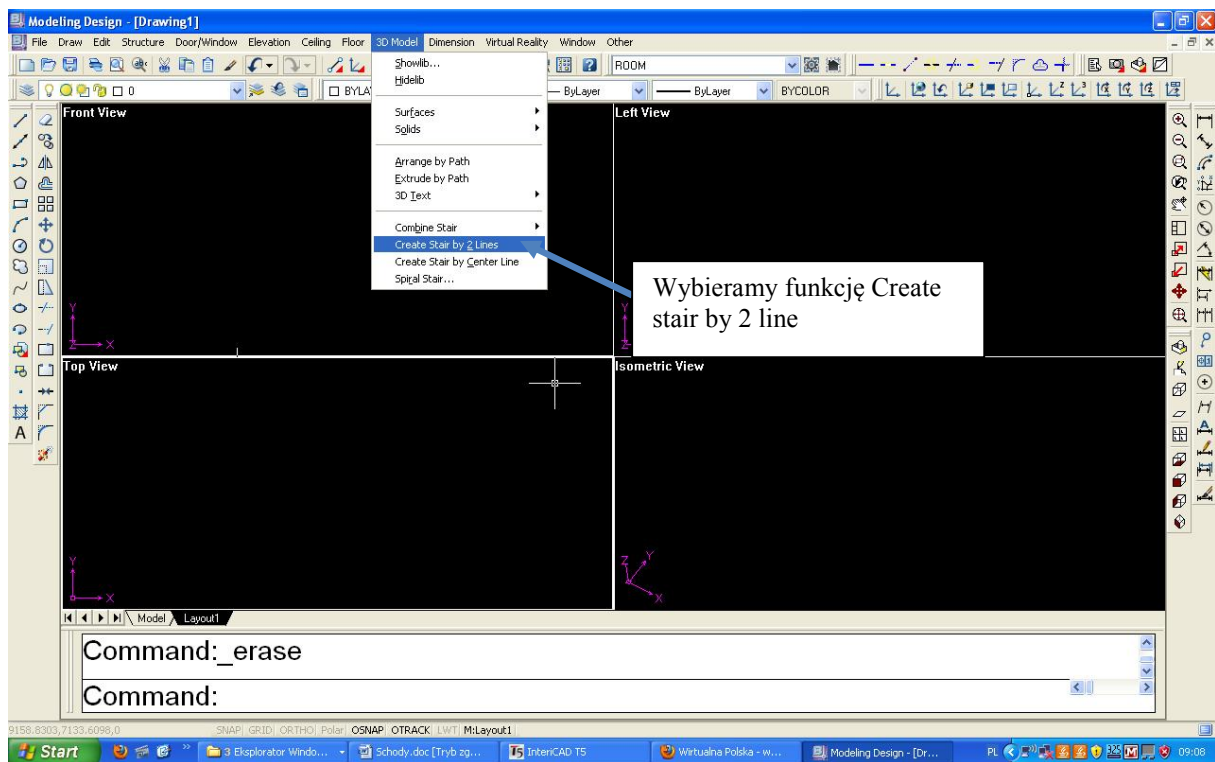 Modeling Design - [Drawing1]
File Draw Edit Structure Door/Window Elevation Ceiling Floor 3D Model Dimension Virtual Reality Window Other
Showlib...
Hidelib
Surfaces
Solids
Arrange by Path
Extrude by Path
3D Text
Combine Stair
Create Stair by 2 Lines
Create Stair by Center Line
Spiral Stair...
ROOM
0
BYLA
ByLayer
ByLayer
BYCOLOR
Front View
Left View
Wybieramy funkcję Create
stair by 2 line
Y
Z X
Y
Top View
Isometric View
Y
X
Z Y
X
Model Layout1
Command:_erase
Command:
9158.8303,7133.6098,0 SNAP GRID ORTHO Polar OSNAP OTRACK LWT M:Layout1
Start 3 Eksplorator Windo... Schody.doc [Tryb zg... InteriCAD T5 Wirtualna Polska - w... Modeling Design - [Dr... PL 09:08